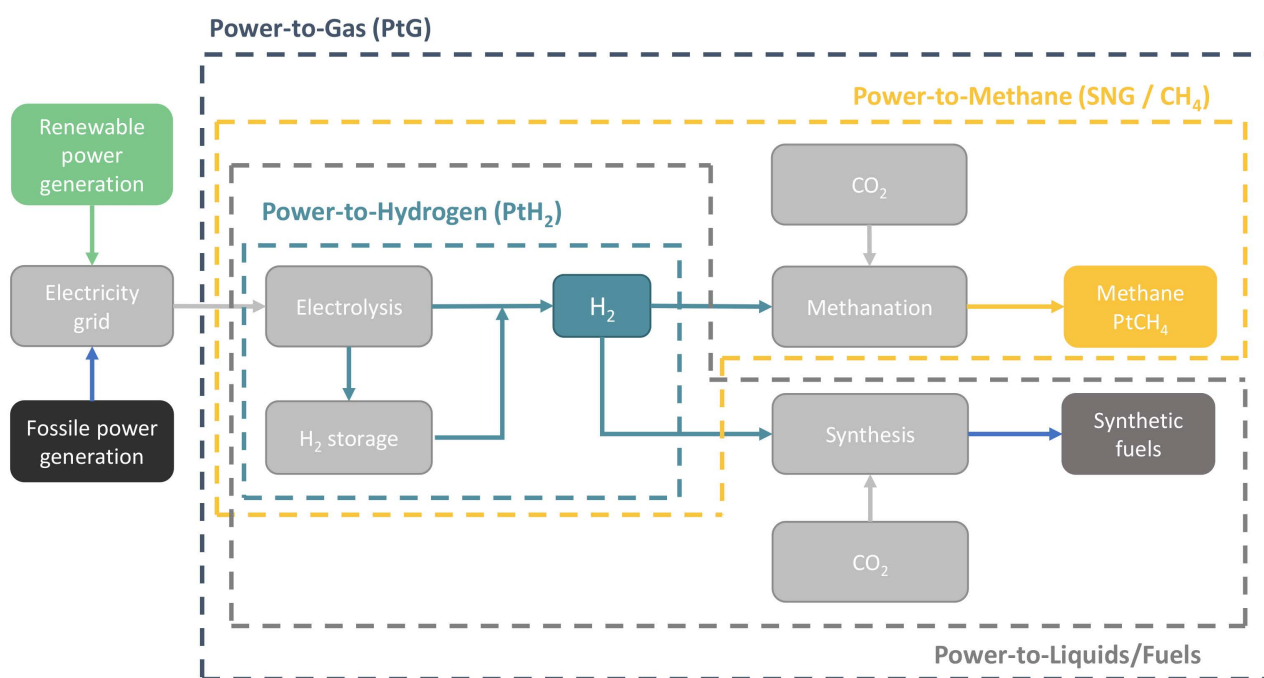 Power-to-Gas (PtG)
Power-to-Methane (SNG / CH₄)
Renewable
power
generation
CO₂
Power-to-Hydrogen (PtH₂)
Electricity
grid
Electrolysis
H₂
Methanation
Methane
PtCH₄
Fossile power
generation
H₂ storage
Synthesis
Synthetic
fuels
CO₂
Power-to-Liquids/Fuels